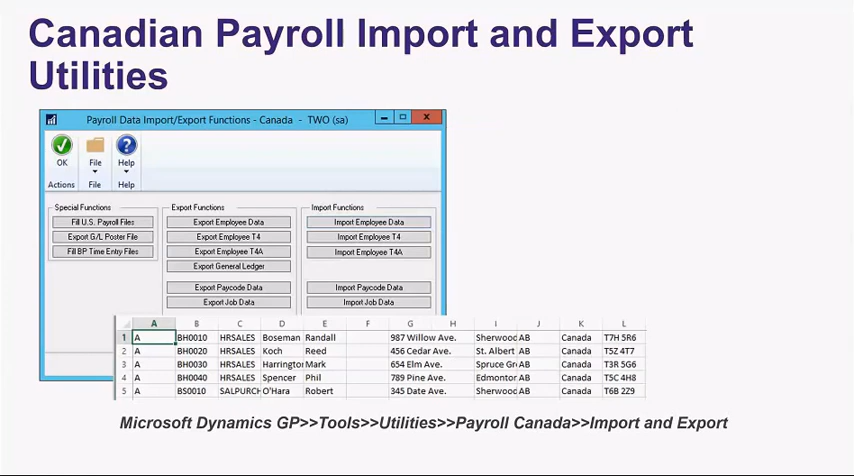 Canadian Payroll Import and Export
Utilities
Payroll Data Import/Export Functions - Canada - TWO (sa)
OK File Help
Actions File Help
Special Functions Export Functions Import Functions
Fill U.S. Payroll Files Export Employee Data Import Employee Data
Export G/L Poster File Export Employee T4 Import Employee T4
Fill BP Time Entry Files Export Employee T4A Import Employee T4A
Export General Ledger
Export Paycode Data Import Paycode Data
Export Job Data Import Job Data
A B C D E F G H I J K L
1 A BH0010 HRSALES Boseman Randall 987 Willow Ave. Sherwood AB Canada T7H 5R6
2 A BH0020 HRSALES Koch Reed 456 Cedar Ave. St. Albert AB Canada T5Z 4T7
3 A BH0030 HRSALES Harrington Mark 654 Elm Ave. Spruce Gr AB Canada T3R 5G6
4 A BH0040 HRSALES Spencer Phil 789 Pine Ave. Edmonton AB Canada T5C 4H8
5 A BS0010 SALPURCH O'Hara Robert 345 Date Ave. Sherwood AB Canada T6B 2Z9
Microsoft Dynamics GP>>Tools>>Utilities>>Payroll Canada>>Import and Export